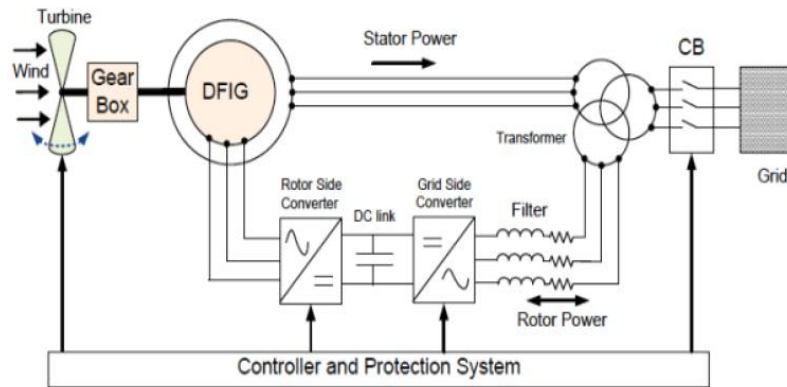 Turbine
Wind
Gear
Box
DFIG
Stator Power
CB
Transformer
Grid
Rotor Side
Converter
DC link
Grid Side
Converter
Filter
Rotor Power
Controller and Protection System